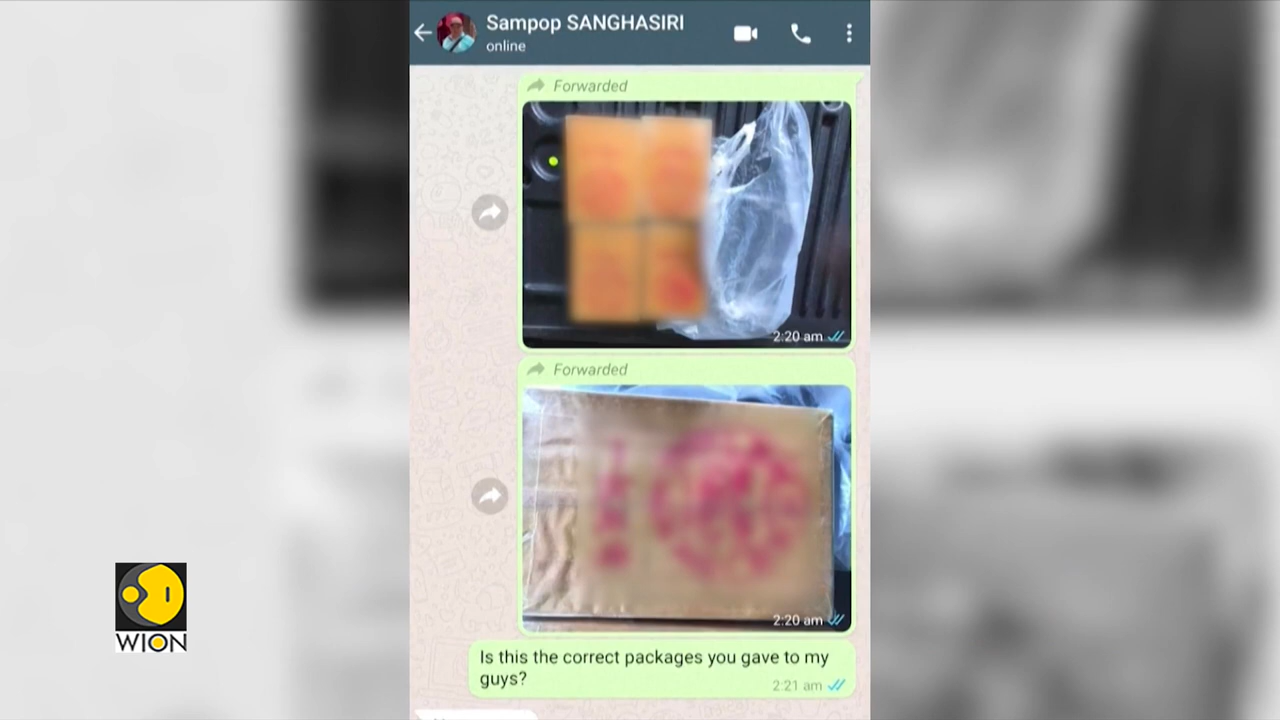 Sampop SANGHASIRI
online
Forwarded
2:20 am
Forwarded
2:20 am
Is this the correct packages you gave to my
guys?
2:21 am
WION